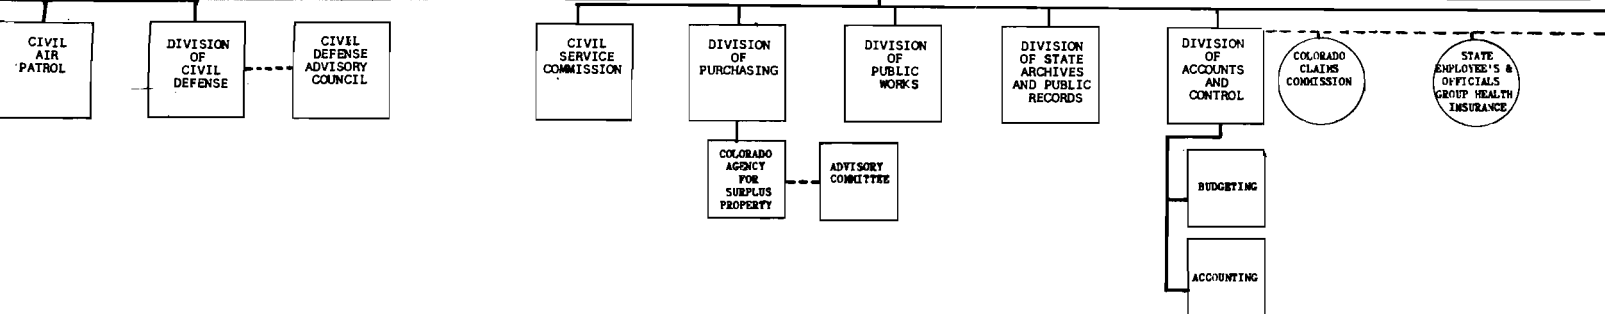 CIVIL
AIR
PATROL
DIVISION
OF
CIVIL
DEFENSE
CIVIL
DEFENSE
ADVISORY
COUNCIL
CIVIL
SERVICE
COMMISSION
DIVISION
OF
PURCHASING
DIVISION
OF
PUBLIC
WORKS
DIVISION
OF STATE
ARCHIVES
AND PUBLIC
RECORDS
DIVISION
OF
ACCOUNTS
AND
CONTROL
COLORADO
CLAIMS
COMMISSION
STATE
EMPLOYEE'S &
OFFICIALS
GROUP HEALTH
INSURANCE
COLORADO
AGENCY
FOR
SURPLUS
PROPERTY
ADVISORY
COMMITTEE
BUDGETING
ACCOUNTING